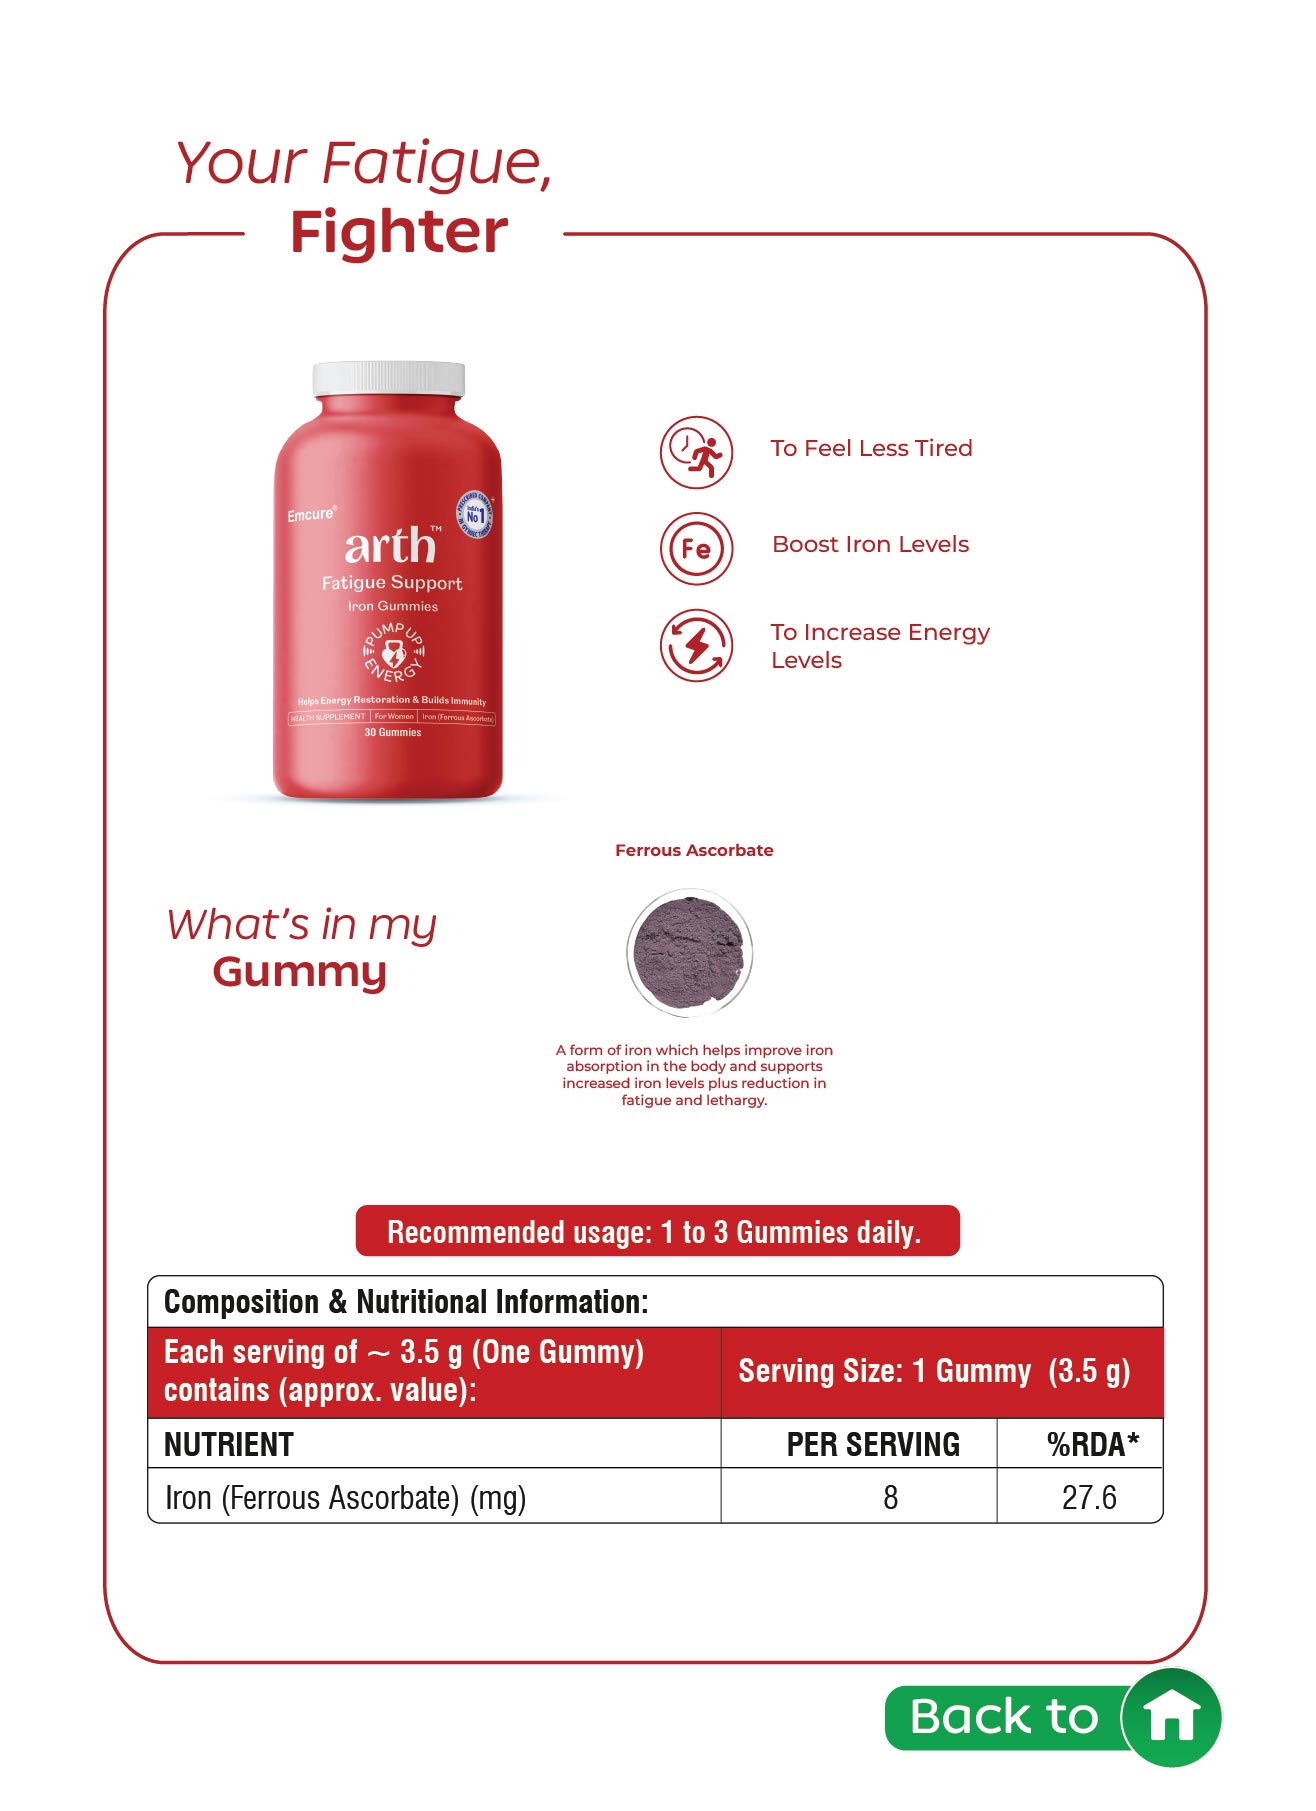 Your Fatigue,
Fighter
Emcure®
PRESCRIBED COMPANY
India's
No 1
arth™
Fatigue Support
Iron Gummies
PUMP UP
ENERGY
Helps Energy Restoration & Builds Immunity
HEALTH SUPPLEMENT | For Women | Iron (Ferrous Ascorbate)
30 Gummies
To Feel Less Tired
Fe
Boost Iron Levels
To Increase Energy
Levels
Ferrous Ascorbate
What's in my
Gummy
A form of iron which helps improve iron
absorption in the body and supports
increased iron levels plus reduction in
fatigue and lethargy.
Recommended usage: 1 to 3 Gummies daily.
Composition & Nutritional Information:
Each serving of ~ 3.5 g (One Gummy)
contains (approx. value):
Serving Size: 1 Gummy (3.5 g)
NUTRIENT PER SERVING %RDA*
Iron (Ferrous Ascorbate) (mg) 8 27.6
Back to